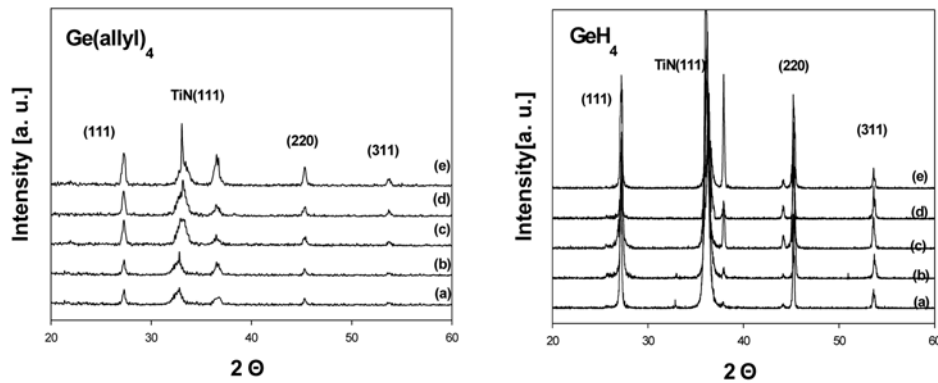 Ge(allyl)4
TiN(111)
(111)
(220)
(311)
(e)
(d)
(c)
(b)
(a)
Intensity [a. u.]
20 30 40 50 60
2 Θ
GeH4
TiN(111)
(220)
(111)
(311)
(e)
(d)
(c)
(b)
(a)
Intensity[a. u.]
20 30 40 50 60
2 Θ